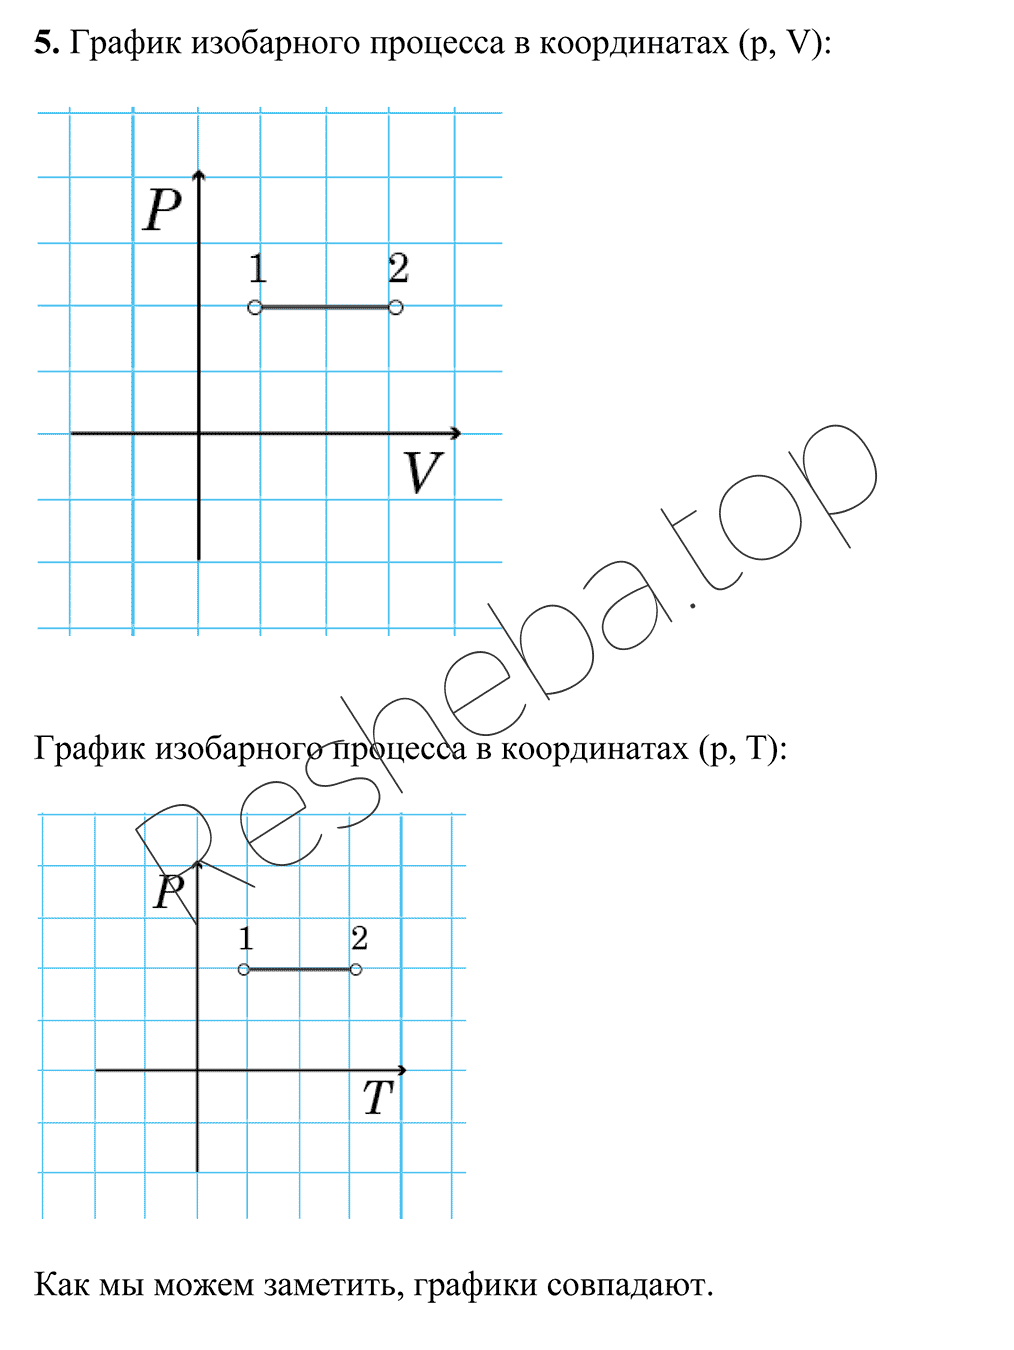 5. График изобарного процесса в координатах (p, V):
P
1 2
V
График изобарного процесса в координатах (p, T):
P
1 2
T
Как мы можем заметить, графики совпадают.
Resheba.top